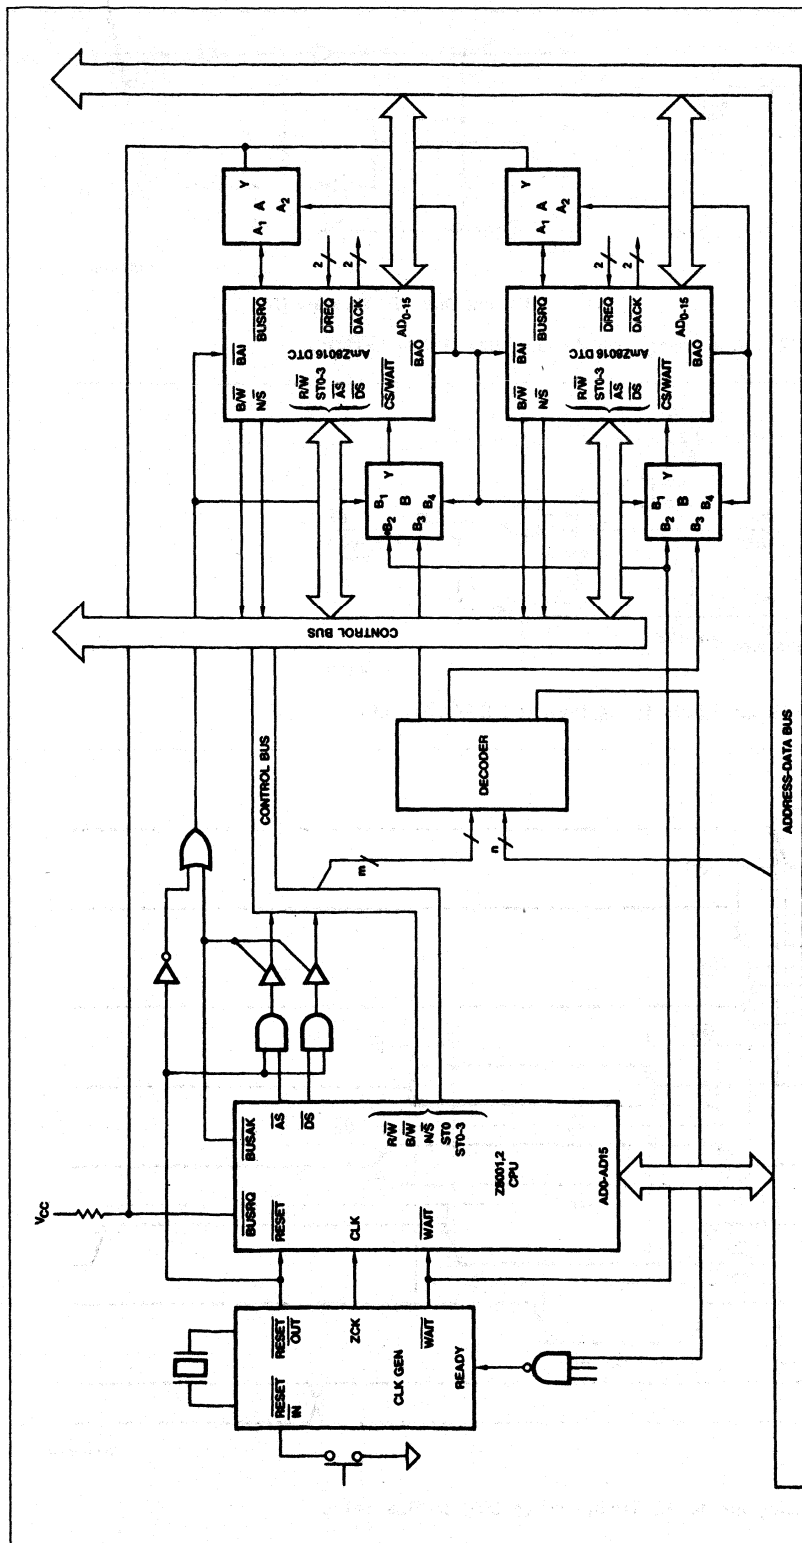 VCC
RESET
IN
RESET
OUT
ZCK
WAIT
CLK GEN
READY
BUSRQ
RESET
CLK
WAIT
BUSAK
AS
DS
R/W
B/W
N/S
ST0
ST0-3
Z8001,2
CPU
AD0-AD15
CONTROL BUS
m
n
DECODER
CONTROL BUS
B/W
N/S
BAI
BUSRQ
R/W
ST0-3
AS
DS
AmZ8016 DTC
DREQ
DACK
CS/WAIT
BAO
AD0-15
2
2
A1 A A2
Y
B1
B2 B
B3 B4
Y
B/W
N/S
BAI
BUSRQ
R/W
ST0-3
AS
DS
AmZ8016 DTC
DREQ
DACK
CS/WAIT
BAO
AD0-15
2
2
A1 A A2
Y
B1
B2 B
B3 B4
Y
ADDRESS-DATA BUS